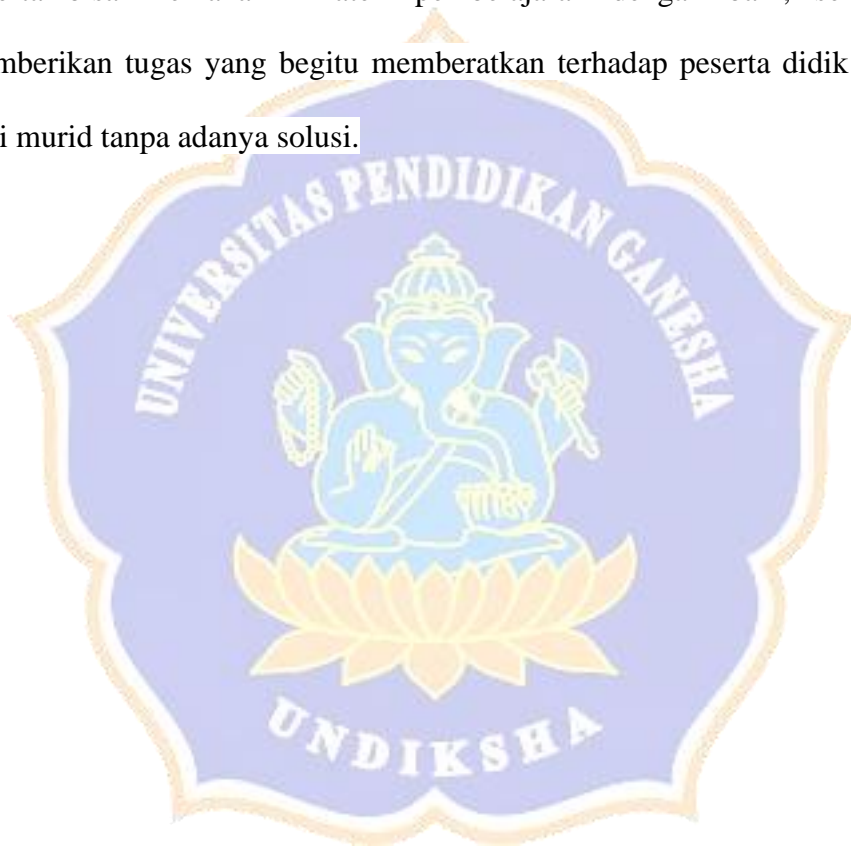 mberikan tugas yang begitu memberatkan terhadap peserta didik
i murid tanpa adanya solusi.
UNIVERSITAS PENDIDIKAN GANESHA
UNDIKSHA